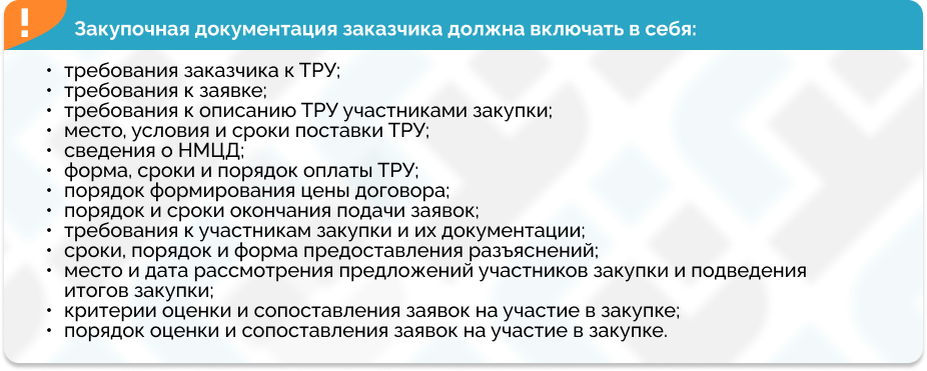 !
Закупочная документация заказчика должна включать в себя:
• требования заказчика к ТРУ;
• требования к заявке;
• требования к описанию ТРУ участниками закупки;
• место, условия и сроки поставки ТРУ;
• сведения о НМЦД;
• форма, сроки и порядок оплаты ТРУ;
• порядок формирования цены договора;
• порядок и сроки окончания подачи заявок;
• требования к участникам закупки и их документации;
• сроки, порядок и форма предоставления разъяснений;
• место и дата рассмотрения предложений участников закупки и подведения
итогов закупки;
• критерии оценки и сопоставления заявок на участие в закупке;
• порядок оценки и сопоставления заявок на участие в закупке.